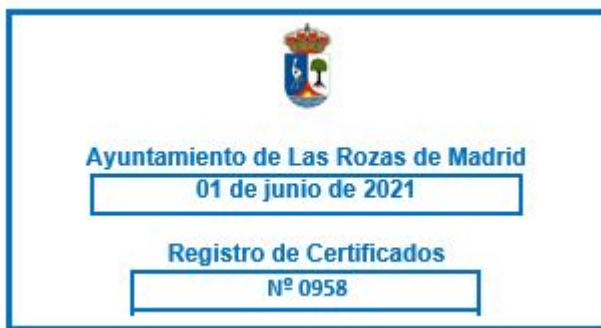 Ayuntamiento de Las Rozas de Madrid
01 de junio de 2021
Registro de Certificados
Nº 0958